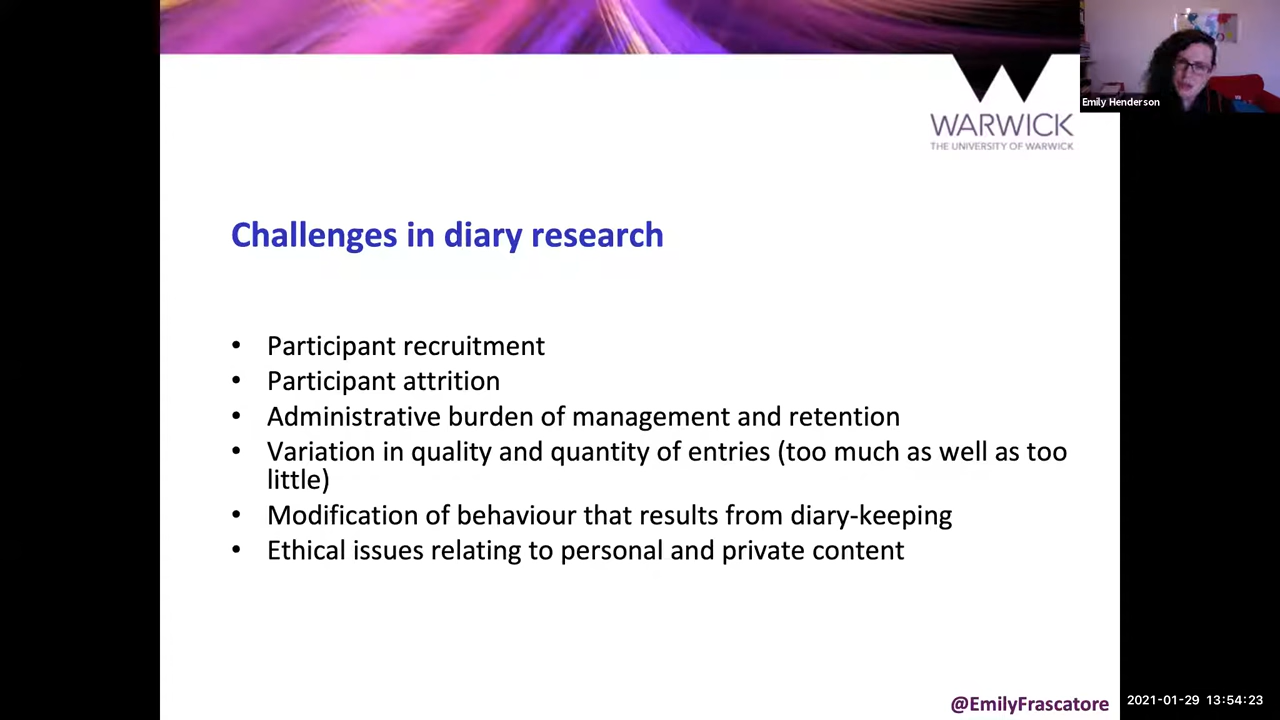 WARWICK
THE UNIVERSITY OF WARWICK
Emily Henderson
Challenges in diary research
• Participant recruitment
• Participant attrition
• Administrative burden of management and retention
• Variation in quality and quantity of entries (too much as well as too
little)
• Modification of behaviour that results from diary-keeping
• Ethical issues relating to personal and private content
@EmilyFrascatore
2021-01-29 13:54:23